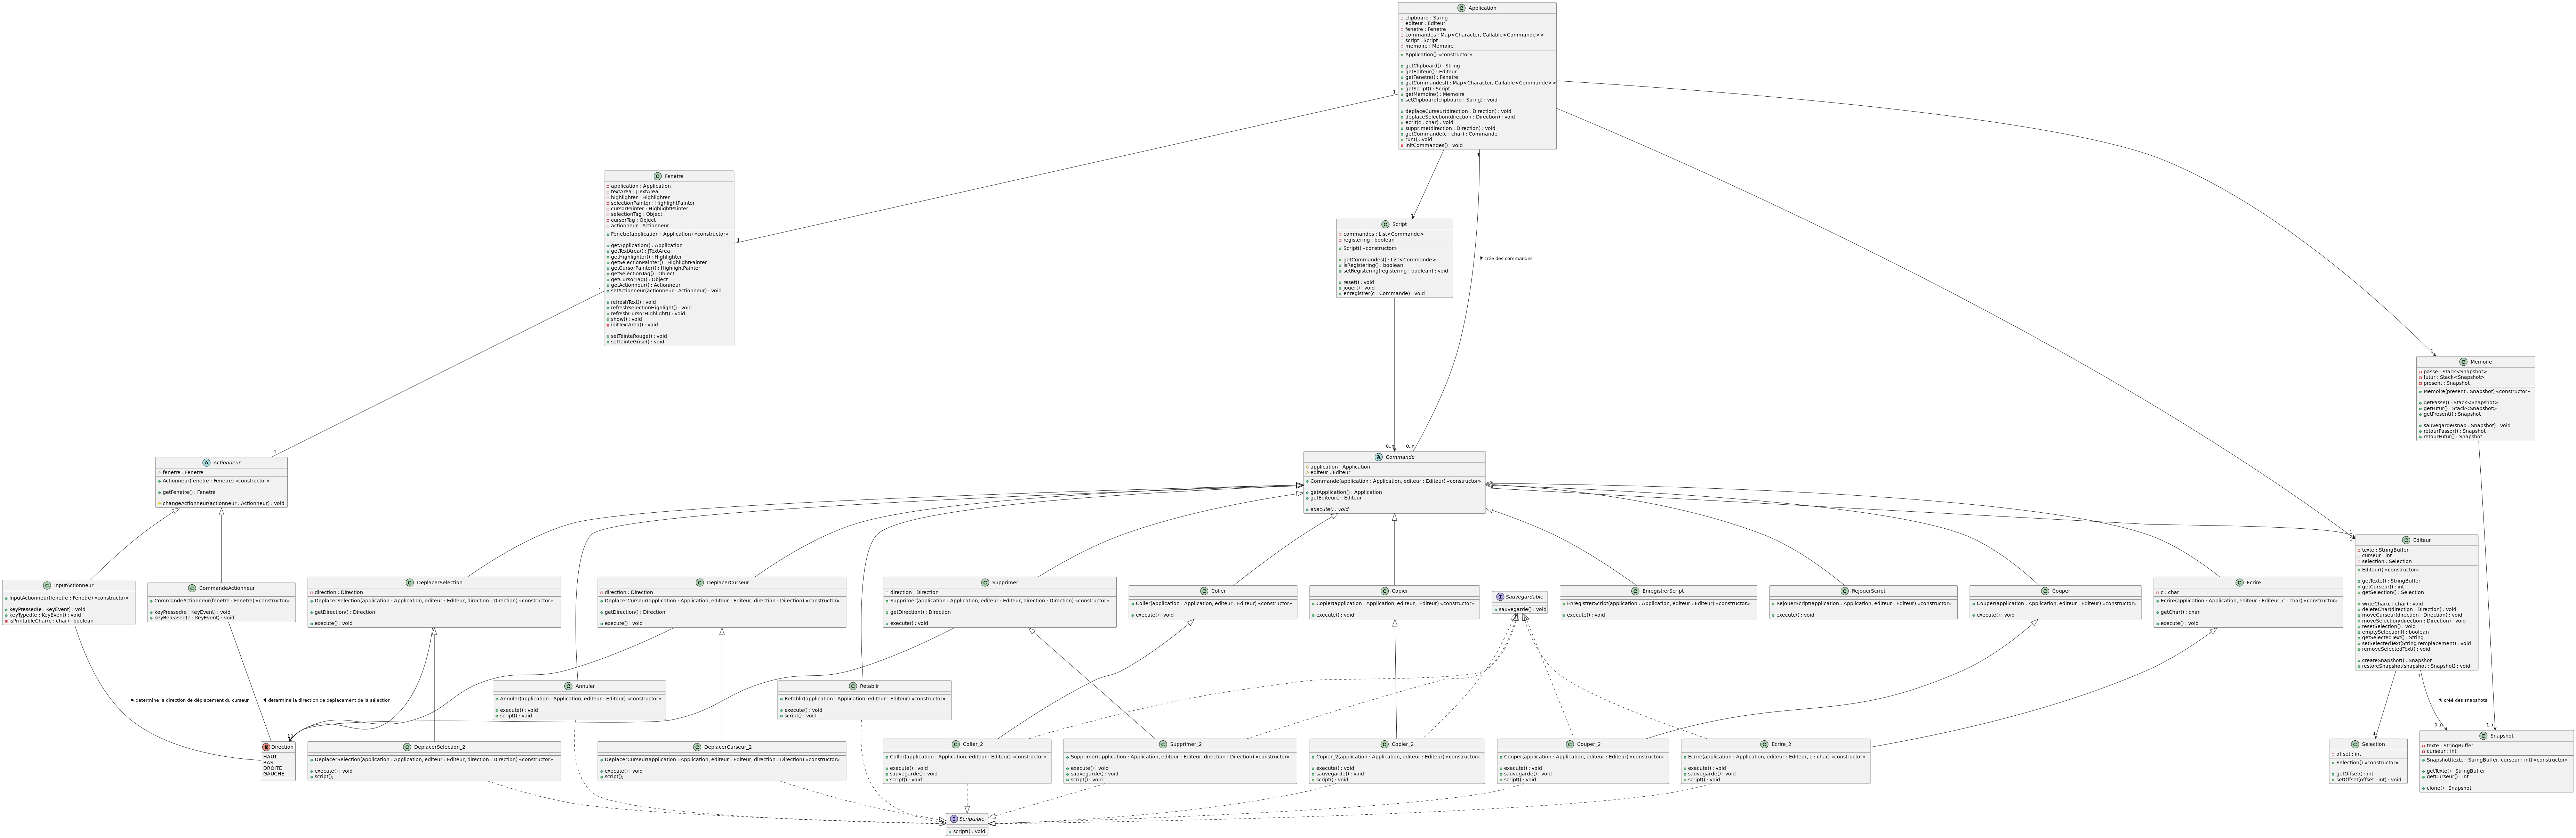 Application
clipboard : String
editeur : Editeur
fenetre : Fenetre
commandes : Map<Character, Callable<Commande>>
script : Script
memoire : Memoire
Application() «constructor»
getClipboard() : String
getEditeur() : Editeur
getFenetre() : Fenetre
getCommandes() : Map<Character, Callable<Commande>>
getScript() : Script
getMemoire() : Memoire
setClipboard(clipboard : String) : void
deplaceCurseur(direction : Direction) : void
deplaceSelection(direction : Direction) : void
ecrit(c : char) : void
supprime(direction : Direction) : void
getCommande(c : char) : Commande
run() : void
initCommandes() : void
1
1
Fenetre
application : Application
textArea : JTextArea
highlighter : Highlighter
selectionPainter : HighlightPainter
cursorPainter : HighlightPainter
selectionTag : Object
cursorTag : Object
actionneur : Actionneur
Fenetre(application : Application) «constructor»
getApplication() : Application
getTextArea() : JTextArea
getHighlighter() : Highlighter
getSelectionPainter() : HighlightPainter
getCursorPainter() : HighlightPainter
getSelectionTag() : Object
getCursorTag() : Object
getActionneur() : Actionneur
setActionneur(actionneur : Actionneur) : void
refreshText() : void
refreshSelectionHighlight() : void
refreshCursorHighlight() : void
show() : void
initTextArea() : void
setTeinteRouge() : void
setTeinteGrise() : void
1
1
1
Script
commandes : List<Commande>
registering : boolean
Script() «constructor»
getCommandes() : List<Commande>
isRegistering() : boolean
setRegistering(registering : boolean) : void
reset() : void
jouer() : void
enregistrer(c : Commande) : void
créé des commandes
1
Memoire
passe : Stack<Snapshot>
futur : Stack<Snapshot>
present : Snapshot
Memoire(present : Snapshot) «constructor»
getPasse() : Stack<Snapshot>
getFutur() : Stack<Snapshot>
getPresent() : Snapshot
sauvegarde(snap : Snapshot) : void
retourPasser() : Snapshot
retourFutur() : Snapshot
1
0..n
0..n
Actionneur
fenetre : Fenetre
Actionneur(fenetre : Fenetre) «constructor»
getFenetre() : Fenetre
changeActionneur(actionneur : Actionneur) : void
Commande
application : Application
editeur : Editeur
Commande(application : Application, editeur : Editeur) «constructor»
getApplication() : Application
getEditeur() : Editeur
execute() : void
1
1
Editeur
texte : StringBuffer
curseur : int
selection : Selection
Editeur() «constructor»
getTexte() : StringBuffer
getCurseur() : int
getSelection() : Selection
writeChar(c : char) : void
deleteChar(direction : Direction) : void
moveCurseur(direction : Direction) : void
moveSelection(direction : Direction) : void
resetSelection() : void
emptySelection() : boolean
getSelectedText() : String
setSelectedText(String remplacement) : void
removeSelectedText() : void
createSnapshot() : Snapshot
restoreSnapshot(snapshot : Snapshot) : void
InputActionneur
InputActionneur(fenetre : Fenetre) «constructor»
keyPressed(e : KeyEvent) : void
keyTyped(e : KeyEvent) : void
isPrintableChar( c : char) : boolean
CommandeActionneur
CommandeActionneur(fenetre : Fenetre) «constructor»
keyPressed(e : KeyEvent) : void
keyReleased(e : KeyEvent) : void
DeplacerSelection
direction : Direction
DeplacerSelection(application : Application, editeur : Editeur, direction : Direction) «constructor»
getDirection() : Direction
execute() : void
DeplacerCurseur
direction : Direction
DeplacerCurseur(application : Application, editeur : Editeur, direction : Direction) «constructor»
getDirection() : Direction
execute() : void
Supprimer
direction : Direction
Supprimer(application : Application, editeur : Editeur, direction : Direction) «constructor»
getDirection() : Direction
execute() : void
Coller
Coller(application : Application, editeur : Editeur) «constructor»
execute() : void
Copier
Copier(application : Application, editeur : Editeur) «constructor»
execute() : void
Sauvegardable
sauvegarde() : void
EnregisterScript
EnregisterScript(application : Application, editeur : Editeur) «constructor»
execute() : void
RejouerScript
RejouerScript(application : Application, editeur : Editeur) «constructor»
execute() : void
Couper
Couper(application : Application, editeur : Editeur) «constructor»
execute() : void
Ecrire
c : char
Ecrire(application : Application, editeur : Editeur, c : char) «constructor»
getChar() : char
execute() : void
determine la direction de déplacement du curseur
determine la direction de déplacement de la sélection
Annuler
Annuler(application : Application, editeur : Editeur) «constructor»
execute() : void
script() : void
Retablir
Retablir(application : Application, editeur : Editeur) «constructor»
execute() : void
script() : void
1
créé des snapshots
1
0..n
1..n
Direction
HAUT
BAS
DROITE
GAUCHE
DeplacerSelection_2
DeplacerSelection(application : Application, editeur : Editeur, direction : Direction) «constructor»
execute() : void
script();
DeplacerCurseur_2
DeplacerCurseur(application : Application, editeur : Editeur, direction : Direction) «constructor»
execute() : void
script();
Coller_2
Coller(application : Application, editeur : Editeur) «constructor»
execute() : void
sauvegarde() : void
script() : void
Supprimer_2
Supprimer(application : Application, editeur : Editeur, direction : Direction) «constructor»
execute() : void
sauvegarde() : void
script() : void
Copier_2
Copier_2(application : Application, editeur : Editeur) «constructor»
execute() : void
sauvegarde() : void
script() : void
Couper_2
Couper(application : Application, editeur : Editeur) «constructor»
execute() : void
sauvegarde() : void
script() : void
Ecrire_2
Ecrire(application : Application, editeur : Editeur, c : char) «constructor»
execute() : void
sauvegarde() : void
script() : void
Selection
offset : int
Selection() «constructor»
getOffset() : int
setOffset(offset : int) : void
Snapshot
texte : StringBuffer
curseur : int
Snapshot(texte : StringBuffer, curseur : int) «constructor»
getTexte() : StringBuffer
getCurseur() : int
clone() : Snapshot
Scriptable
script() : void